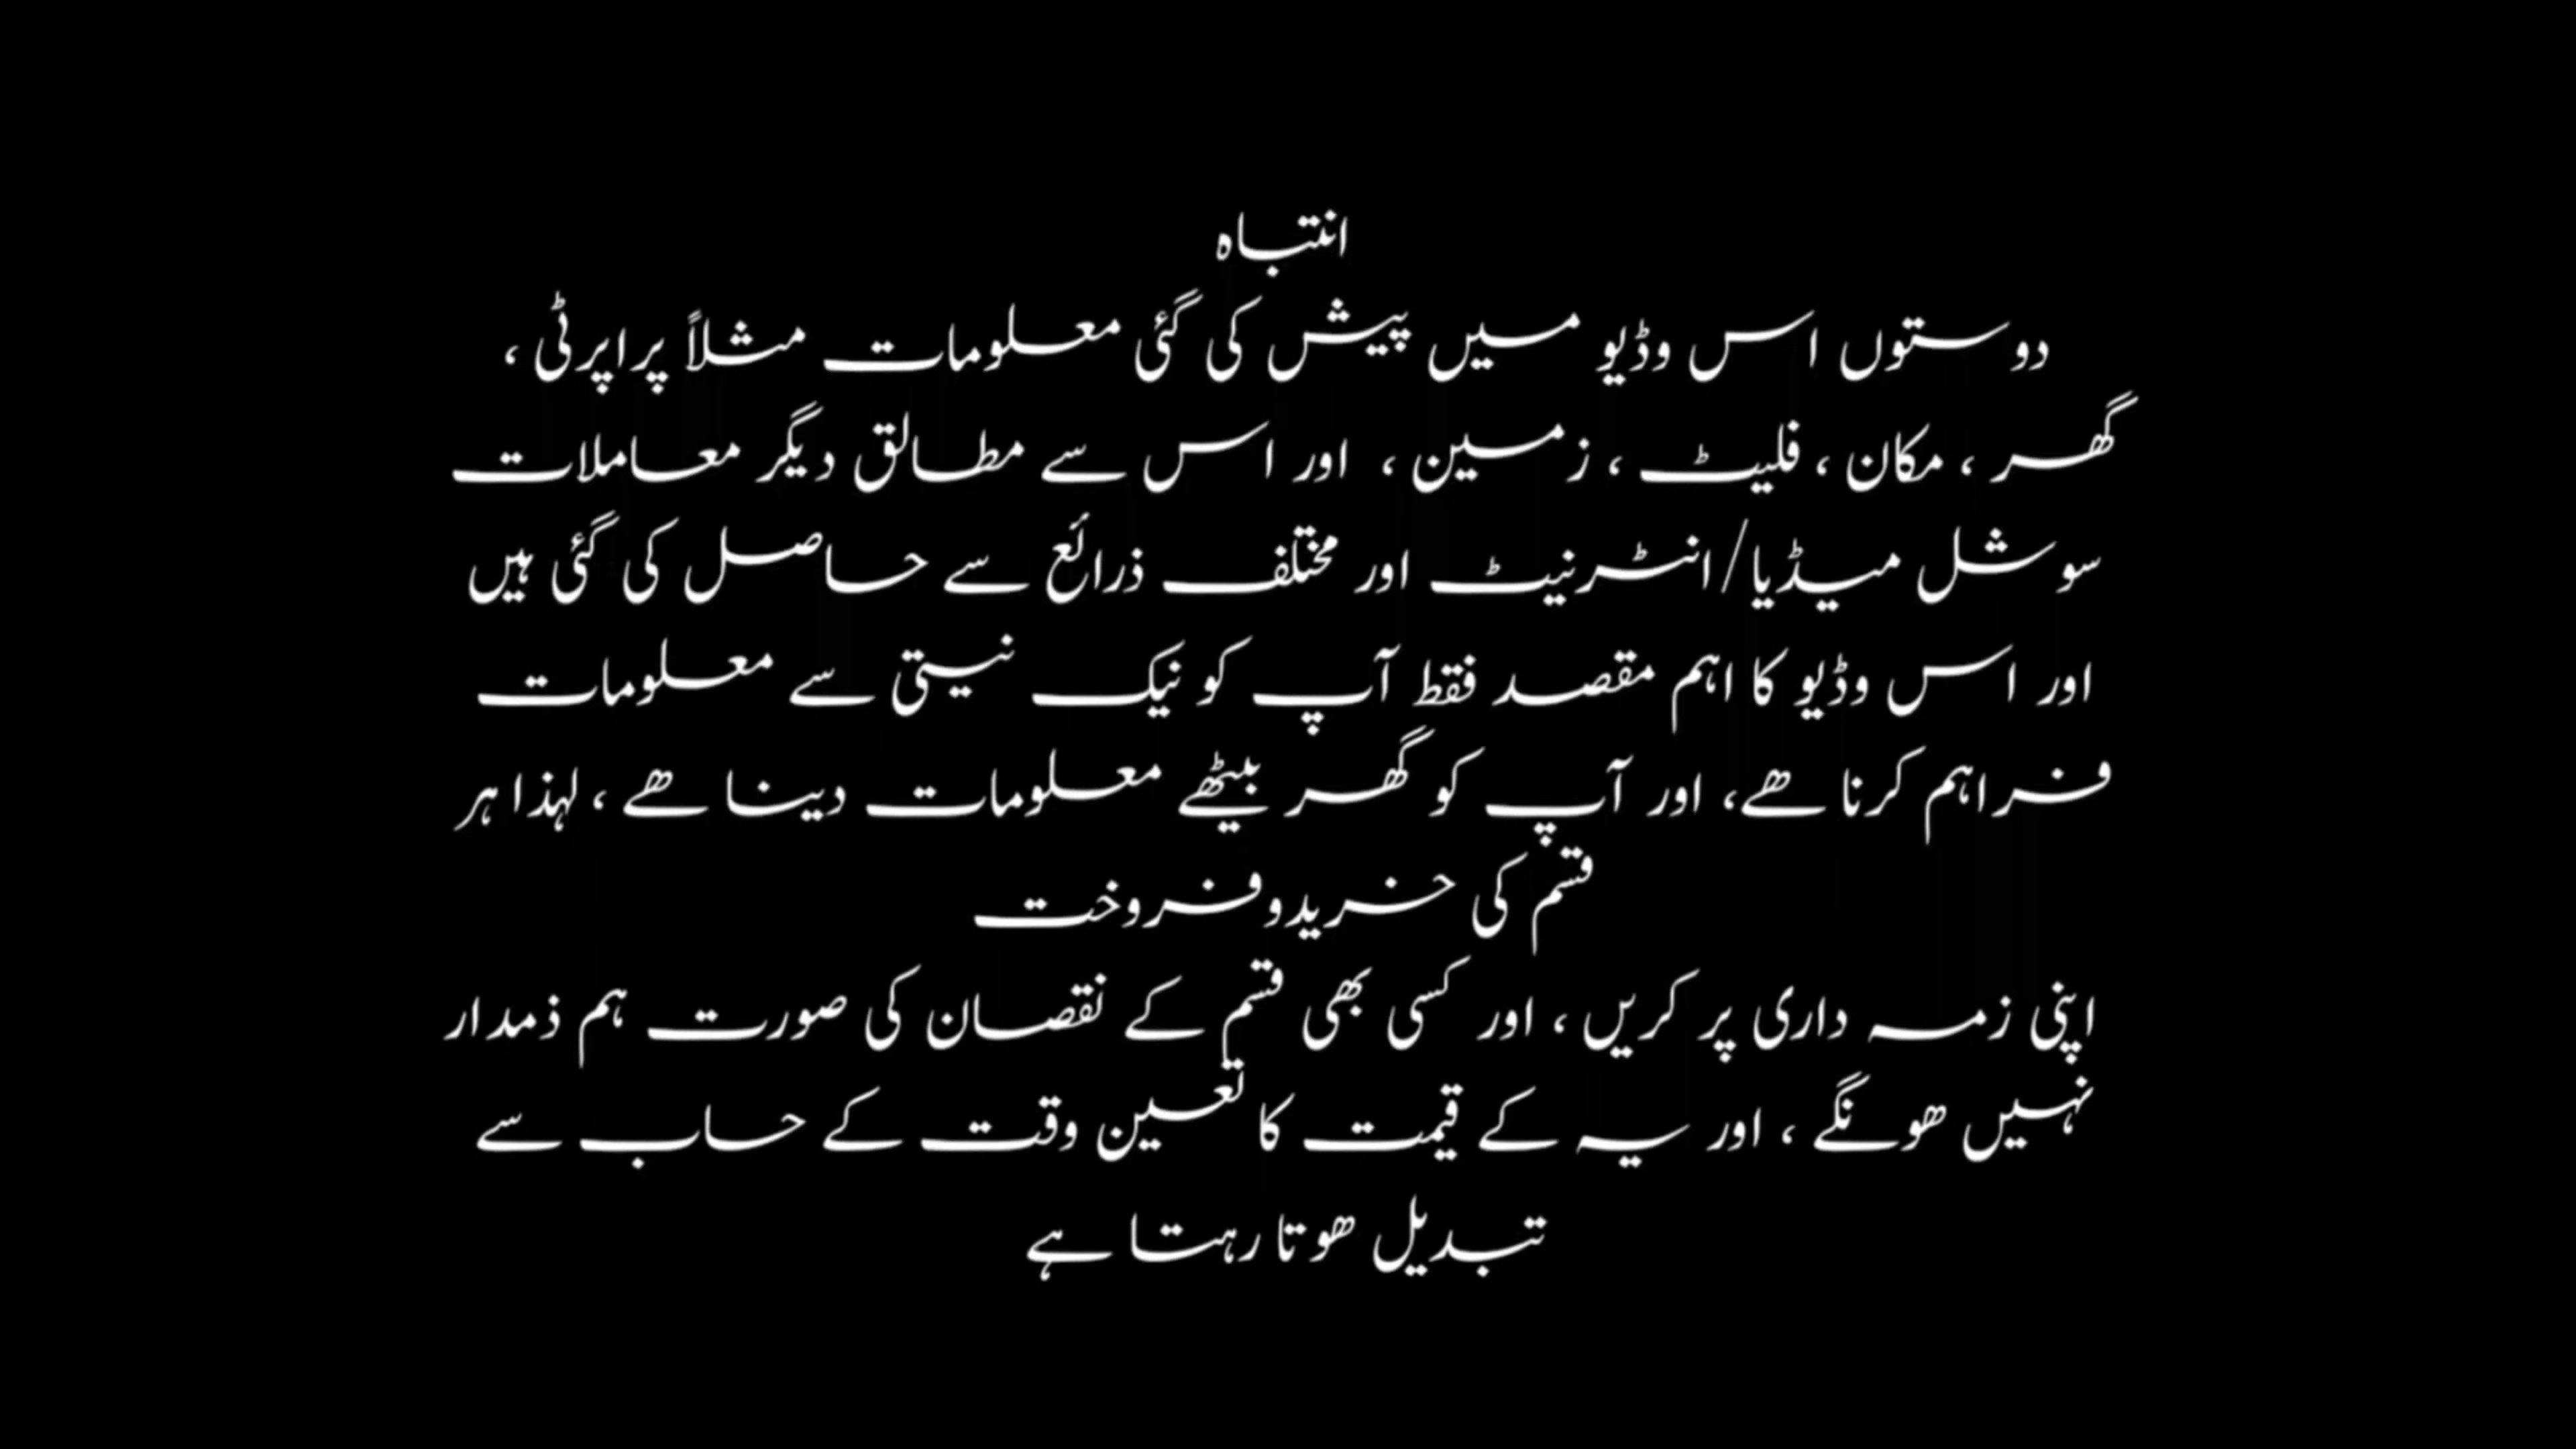 انتباہ
دوستوں اس وڈیو میں پیش کی گئی معلومات مثلاً پراپرٹی ،
گھر ، مکان ، فلیٹ ، زمین ، اور اس سے مطالق دیگر معاملات
سوشل میڈیا/انٹرنیٹ اور مختلف ذرائع سے حاصل کی گئی ہیں
اور اس وڈیو کا اہم مقصد فقط آپ کو نیک نیتی سے معلومات
فراہم کرنا ھے، اور آپ کو گھر بیٹھے معلومات دینا ھے ، لہذا ہر
قسم کی خریدوفروخت
اپنی زمہ داری پر کریں ، اور کسی بھی قسم کے نقصان کی صورت ہم ذمدار
نہیں ھونگے ، اور یہ کے قیمت کا تعین وقت کے حاب سے
تبدیل ھوتا رہتا ہے